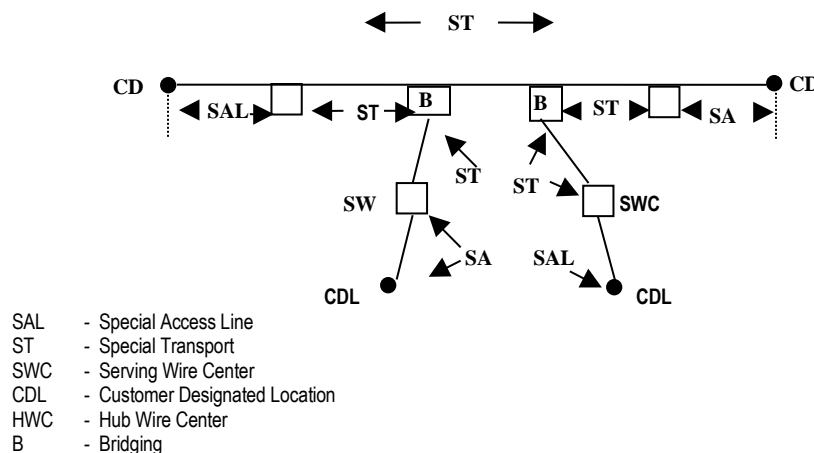 ST
CD
CD
SAL
ST
B
B
ST
SA
ST
ST
SW
SWC
SA
SAL
CDL
CDL
SAL - Special Access Line
ST - Special Transport
SWC - Serving Wire Center
CDL - Customer Designated Location
HWC - Hub Wire Center
B - Bridging